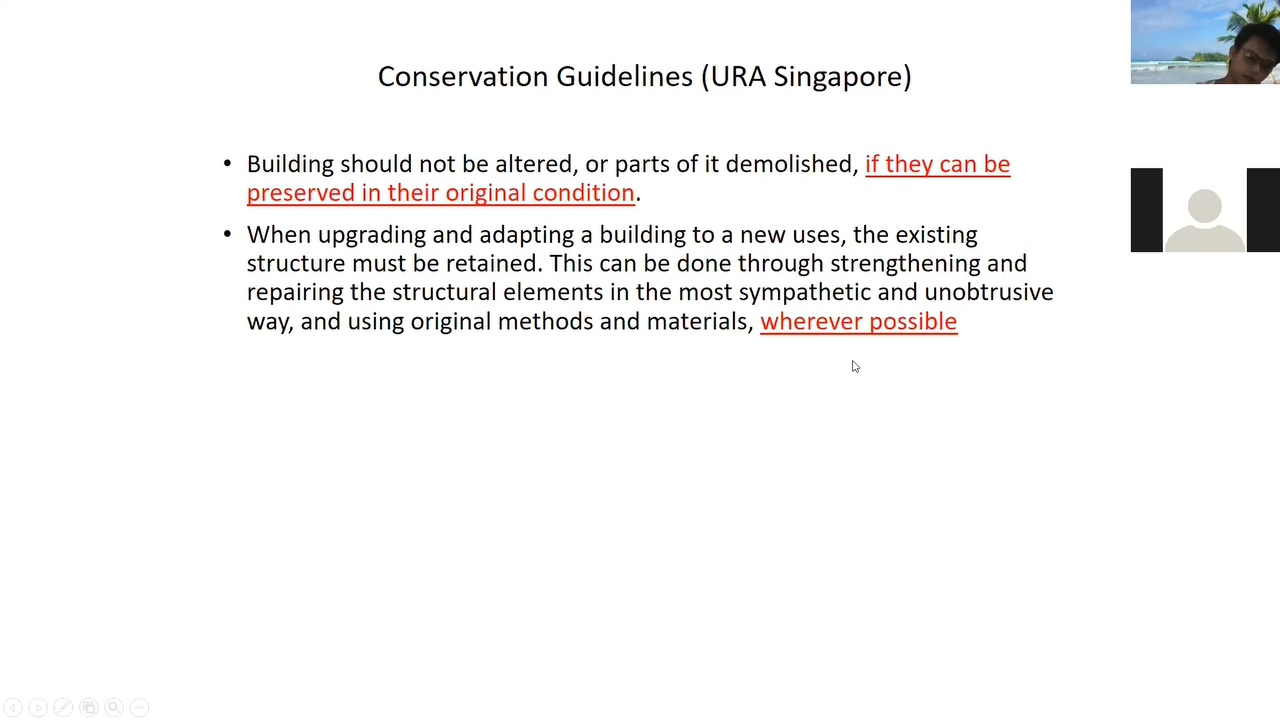 Conservation Guidelines (URA Singapore)
• Building should not be altered, or parts of it demolished, if they can be
preserved in their original condition.
• When upgrading and adapting a building to a new uses, the existing
structure must be retained. This can be done through strengthening and
repairing the structural elements in the most sympathetic and unobtrusive
way, and using original methods and materials, wherever possible